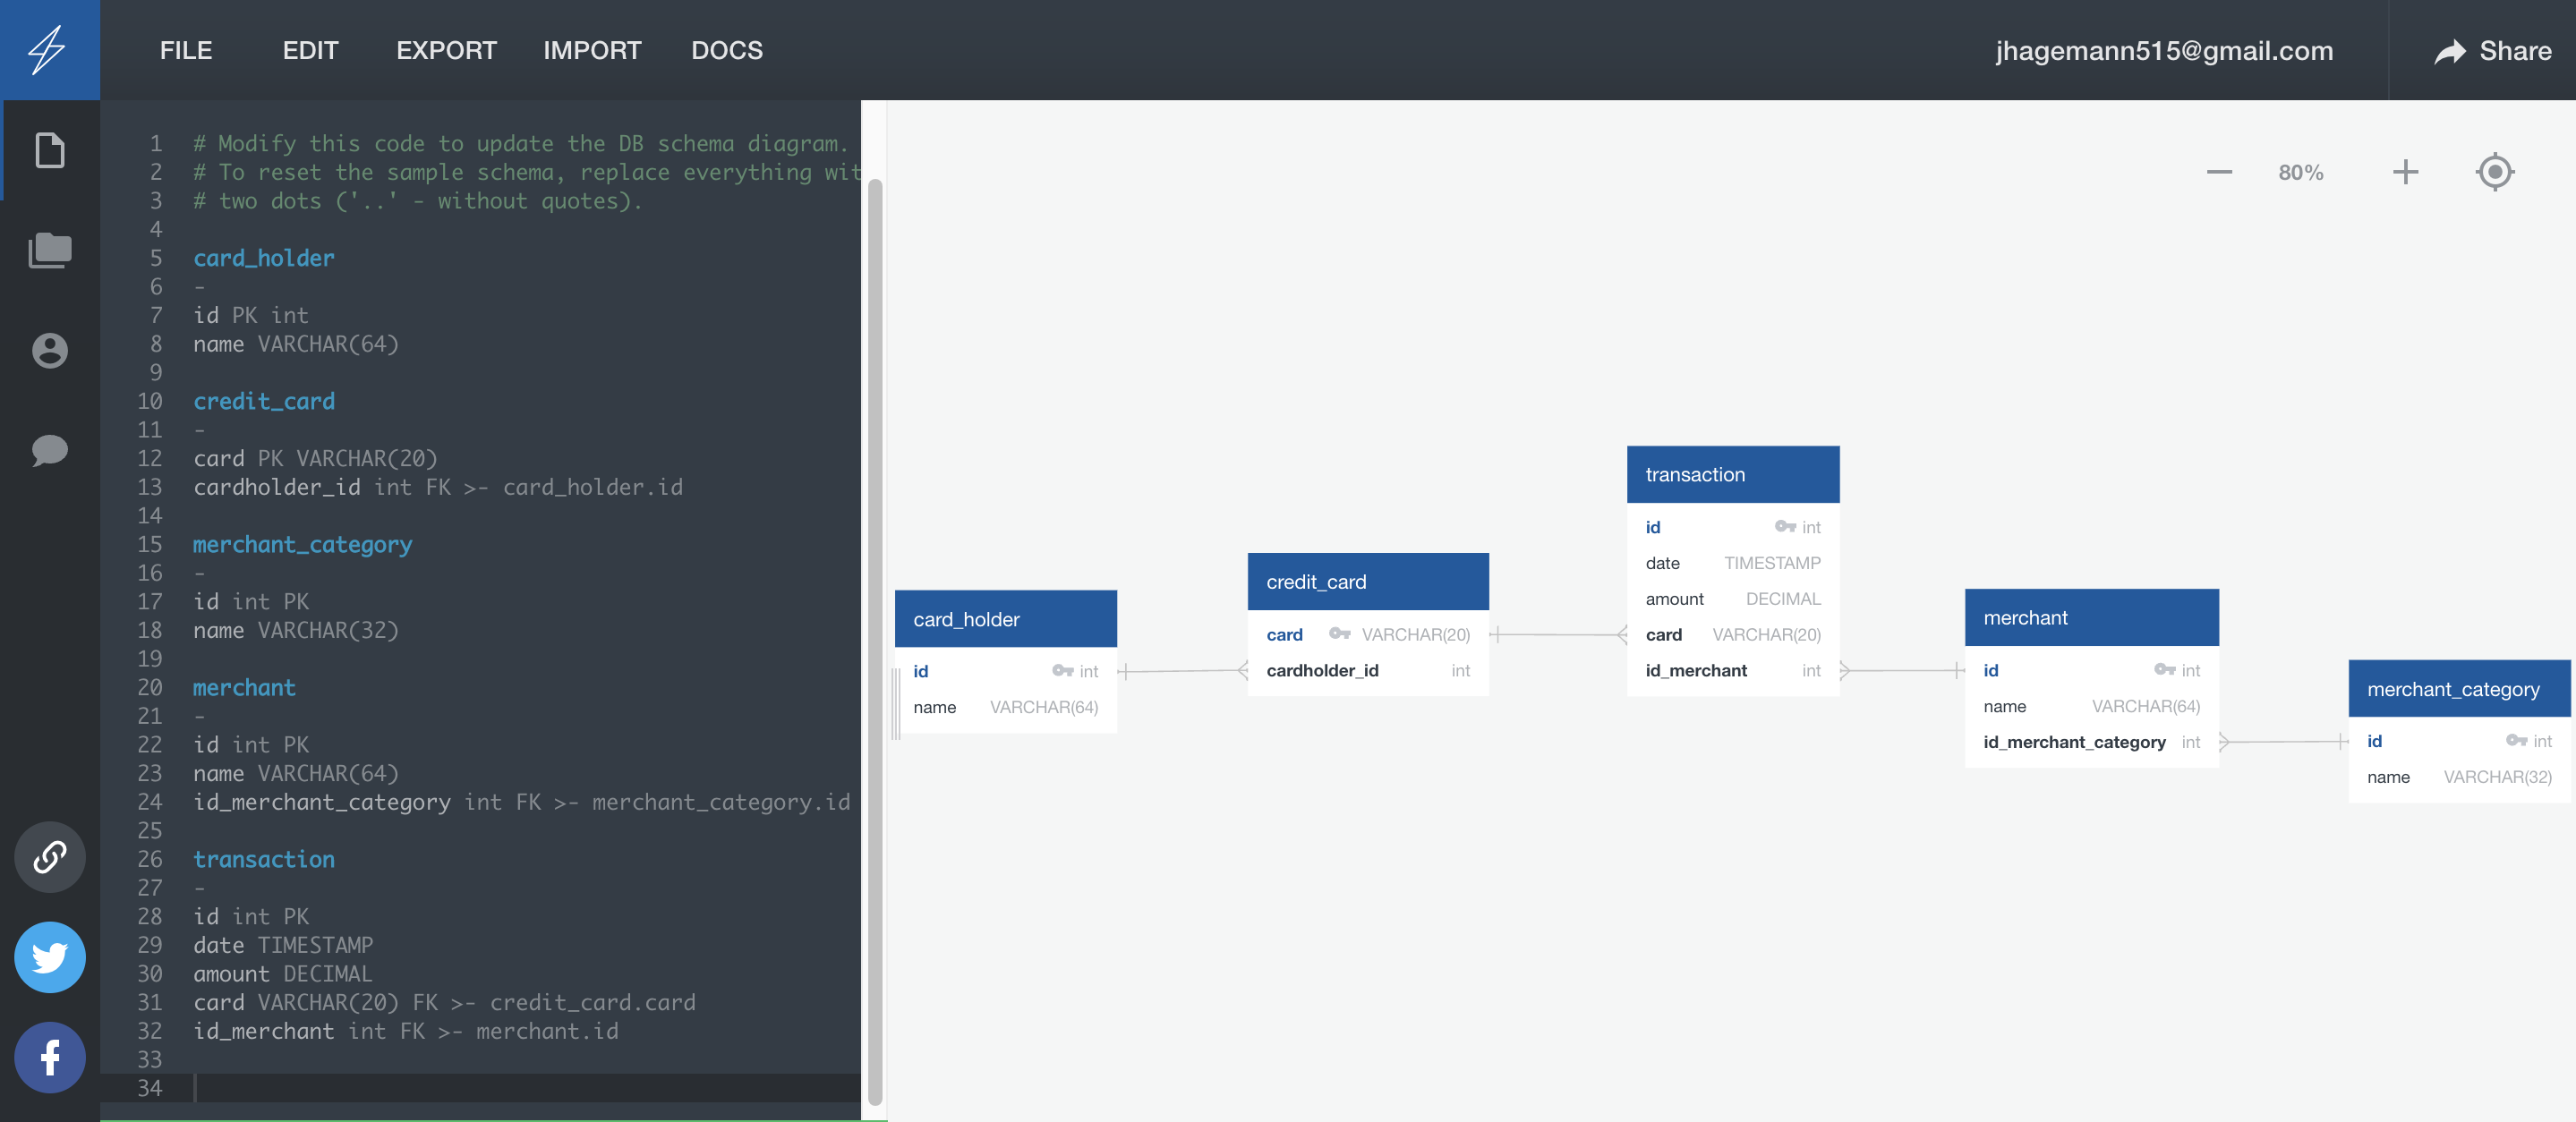 FILE EDIT EXPORT IMPORT DOCS
jhagemann515@gmail.com
Share
1 # Modify this code to update the DB schema diagram.
2 # To reset the sample schema, replace everything wit
3 # two dots ('..' - without quotes).
4
5 card_holder
6 -
7 id PK int
8 name VARCHAR(64)
9
10 credit_card
11 -
12 card PK VARCHAR(20)
13 cardholder_id int FK >- card_holder.id
14
15 merchant_category
16 -
17 id int PK
18 name VARCHAR(32)
19
20 merchant
21 -
22 id int PK
23 name VARCHAR(64)
24 id_merchant_category int FK >- merchant_category.id
25
26 transaction
27 -
28 id int PK
29 date TIMESTAMP
30 amount DECIMAL
31 card VARCHAR(20) FK >- credit_card.card
32 id_merchant int FK >- merchant.id
33
34
80%
card_holder
id int
name VARCHAR(64)
credit_card
card VARCHAR(20)
cardholder_id int
transaction
id int
date TIMESTAMP
amount DECIMAL
card VARCHAR(20)
id_merchant int
merchant
id int
name VARCHAR(64)
id_merchant_category int
merchant_category
id int
name VARCHAR(32)